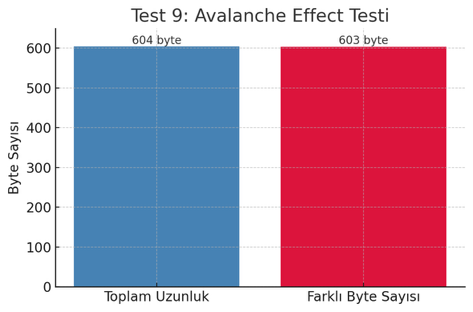 Test 9: Avalanche Effect Testi
604 byte
603 byte
Byte Sayısı
600
500
400
300
200
100
0
Toplam Uzunluk
Farklı Byte Sayısı